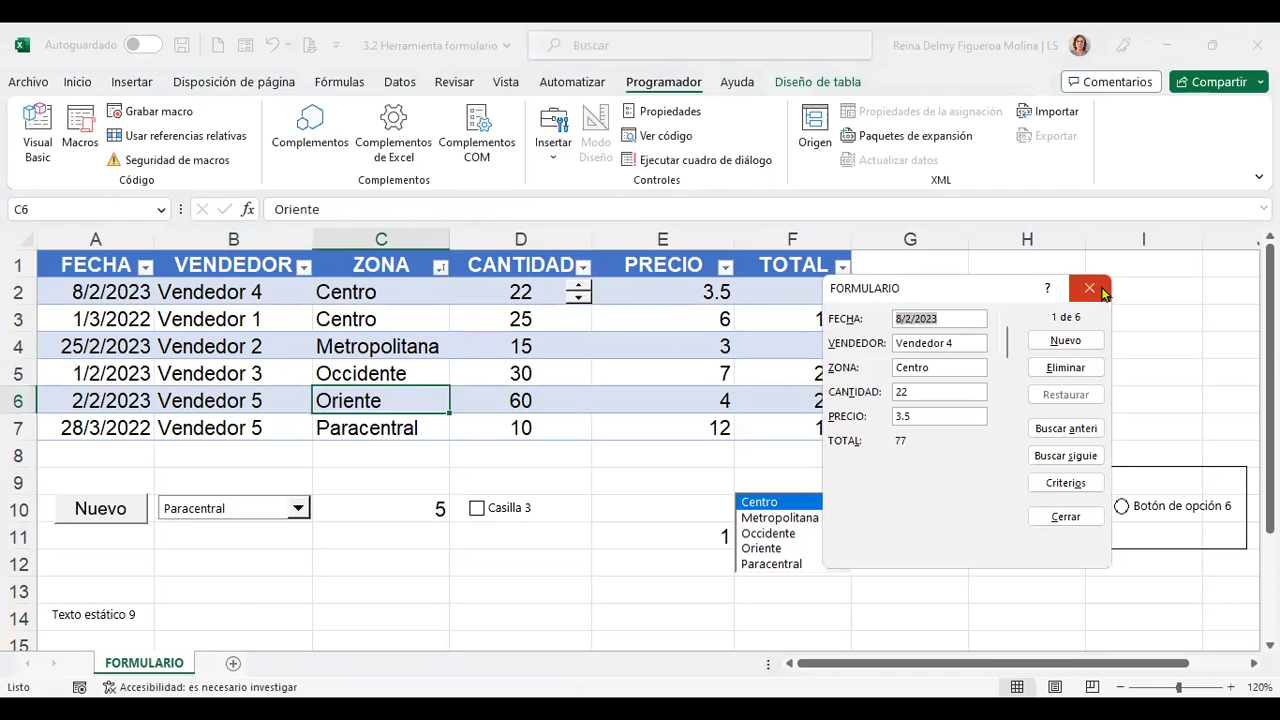 Autoguardado 3.2 Herramienta formulario Buscar Reina Delmy Figueroa Molina | LS
Archivo Inicio Insertar Disposición de página Fórmulas Datos Revisar Vista Automatizar Programador Ayuda Diseño de tabla Comentarios Compartir
Visual Basic
Macros
Grabar macro
Usar referencias relativas
Seguridad de macros
Código
Complementos
Complementos de Excel
Complementos COM
Complementos
Insertar
Modo Diseño
Propiedades
Ver código
Ejecutar cuadro de diálogo
Controles
Origen
Propiedades de la asignación
Paquetes de expansión
Actualizar datos
Importar
Exportar
XML
C6 fx Oriente
A B C D E F G H I
1 FECHA VENDEDOR ZONA CANTIDAD PRECIO TOTAL
2 8/2/2023 Vendedor 4 Centro 22 3.5
3 1/3/2022 Vendedor 1 Centro 25 6 1
4 25/2/2023 Vendedor 2 Metropolitana 15 3
5 1/2/2023 Vendedor 3 Occidente 30 7 2
6 2/2/2023 Vendedor 5 Oriente 60 4 2
7 28/3/2022 Vendedor 5 Paracentral 10 12 1
8
9
10 Nuevo Paracentral 5 Casilla 3
11 1
12
13
14
15
Centro
Metropolitana
Occidente
Oriente
Paracentral
Botón de opción 6
Texto estático 9
FORMULARIO ?
FECHA: 8/2/2023
VENDEDOR: Vendedor 4
ZONA: Centro
CANTIDAD: 22
PRECIO: 3.5
TOTAL: 77
1 de 6
Nuevo
Eliminar
Restaurar
Buscar anteri
Buscar siguie
Criterios
Cerrar
FORMULARIO
Listo Accesibilidad: es necesario investigar 120%